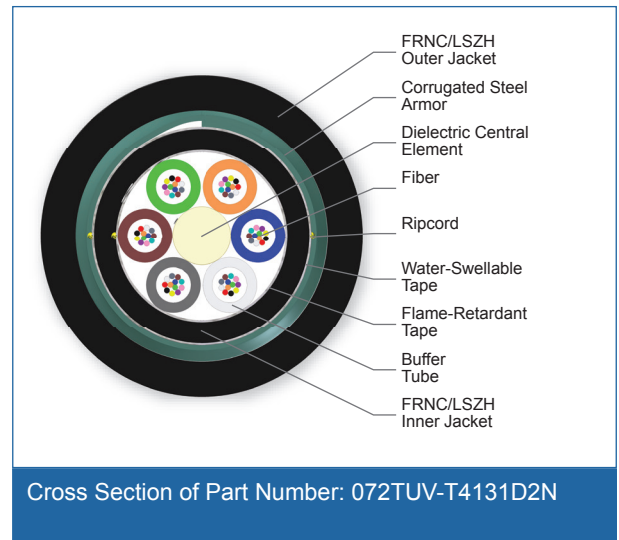 FRNC/LSZH
Outer Jacket
Corrugated Steel
Armor
Dielectric Central
Element
Fiber
Ripcord
Water-Swellable
Tape
Flame-Retardant
Tape
Buffer
Tube
FRNC/LSZH
Inner Jacket
Cross Section of Part Number: 072TUV-T4131D2N